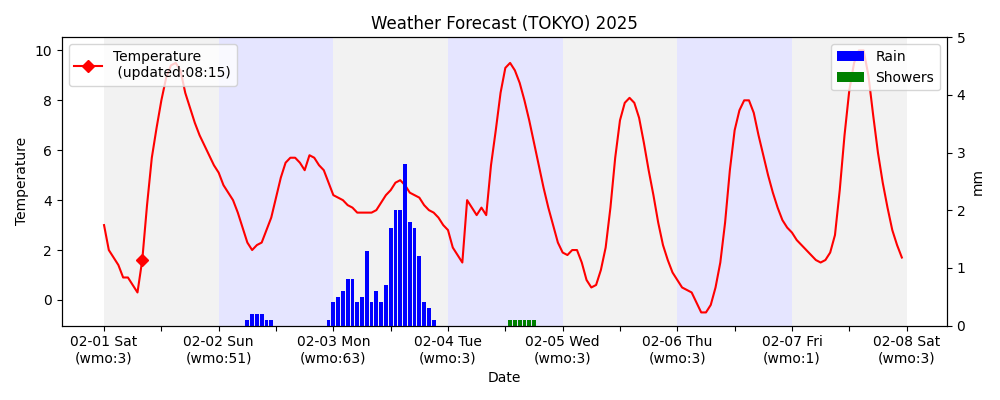 Weather Forecast (TOKYO) 2025
Temperature
(updated:08:15)
Rain
Showers
Temperature
10
8
6
4
2
0
5
4
3
2
1
0
mm
02-01 Sat
(wmo:3)
02-02 Sun
(wmo:51)
02-03 Mon
(wmo:63)
02-04 Tue
(wmo:3)
02-05 Wed
(wmo:3)
02-06 Thu
(wmo:3)
02-07 Fri
(wmo:1)
02-08 Sat
(wmo:3)
Date